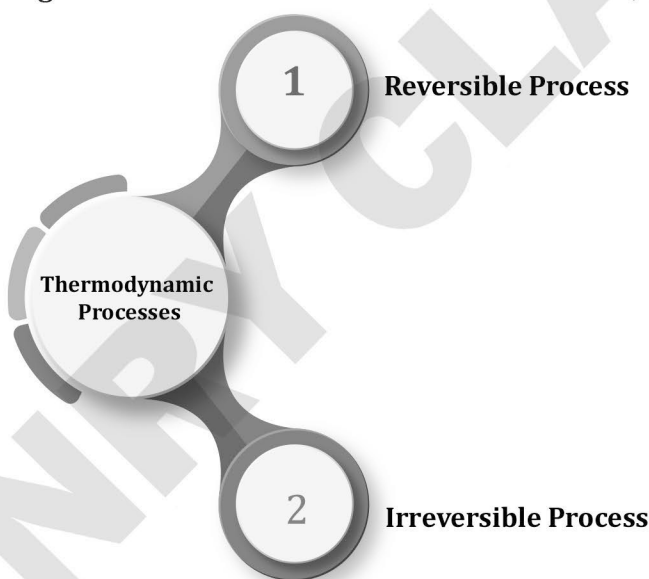 1
Reversible Process
Thermodynamic
Processes
2
Irreversible Process